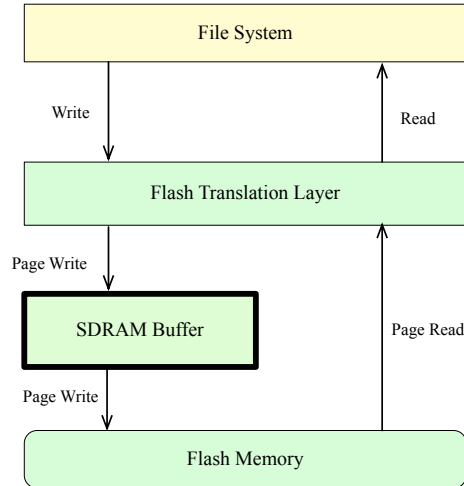 File System
Write
Read
Flash Translation Layer
Page Write
SDRAM Buffer
Page Read
Page Write
Flash Memory